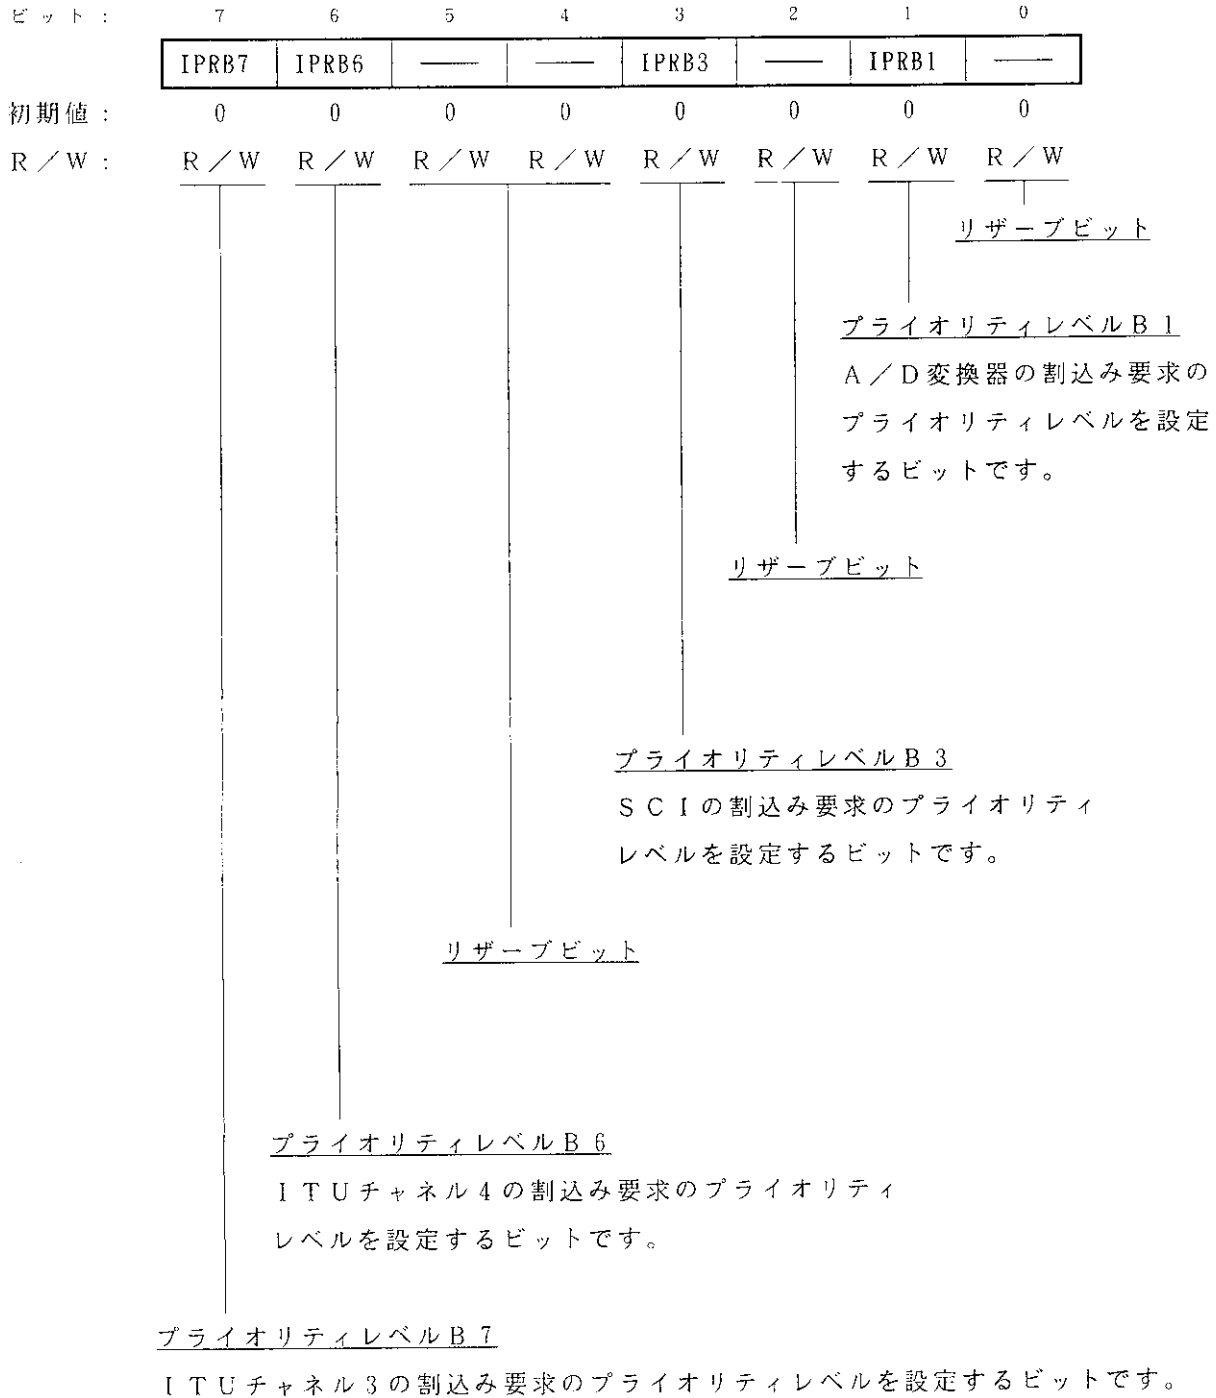 ビット： 7 6 5 4 3 2 1 0
IPRB7 IPRB6 — — IPRB3 — IPRB1 —
初期値： 0 0 0 0 0 0 0 0
R／W： R／W R／W R／W R／W R／W R／W R／W R／W
リザーブビット
プライオリティレベルB1
A／D変換器の割込み要求の
プライオリティレベルを設定
するビットです。
リザーブビット
プライオリティレベルB3
SCIの割込み要求のプライオリティ
レベルを設定するビットです。
リザーブビット
プライオリティレベルB6
ITUチャネル4の割込み要求のプライオリティ
レベルを設定するビットです。
プライオリティレベルB7
ITUチャネル3の割込み要求のプライオリティレベルを設定するビットです。